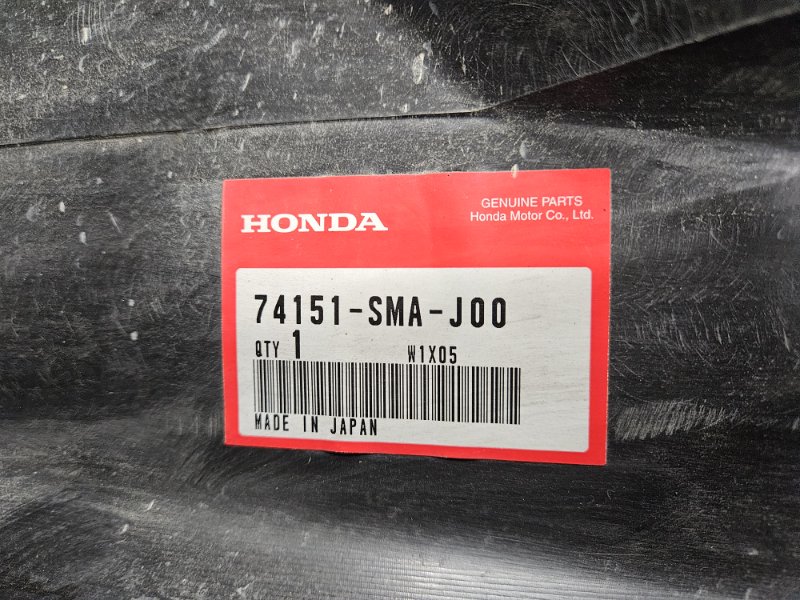 HONDA
GENUINE PARTS
Honda Motor Co., Ltd.
74151-SMA-J00
QTY 1 W1X05
MADE IN JAPAN